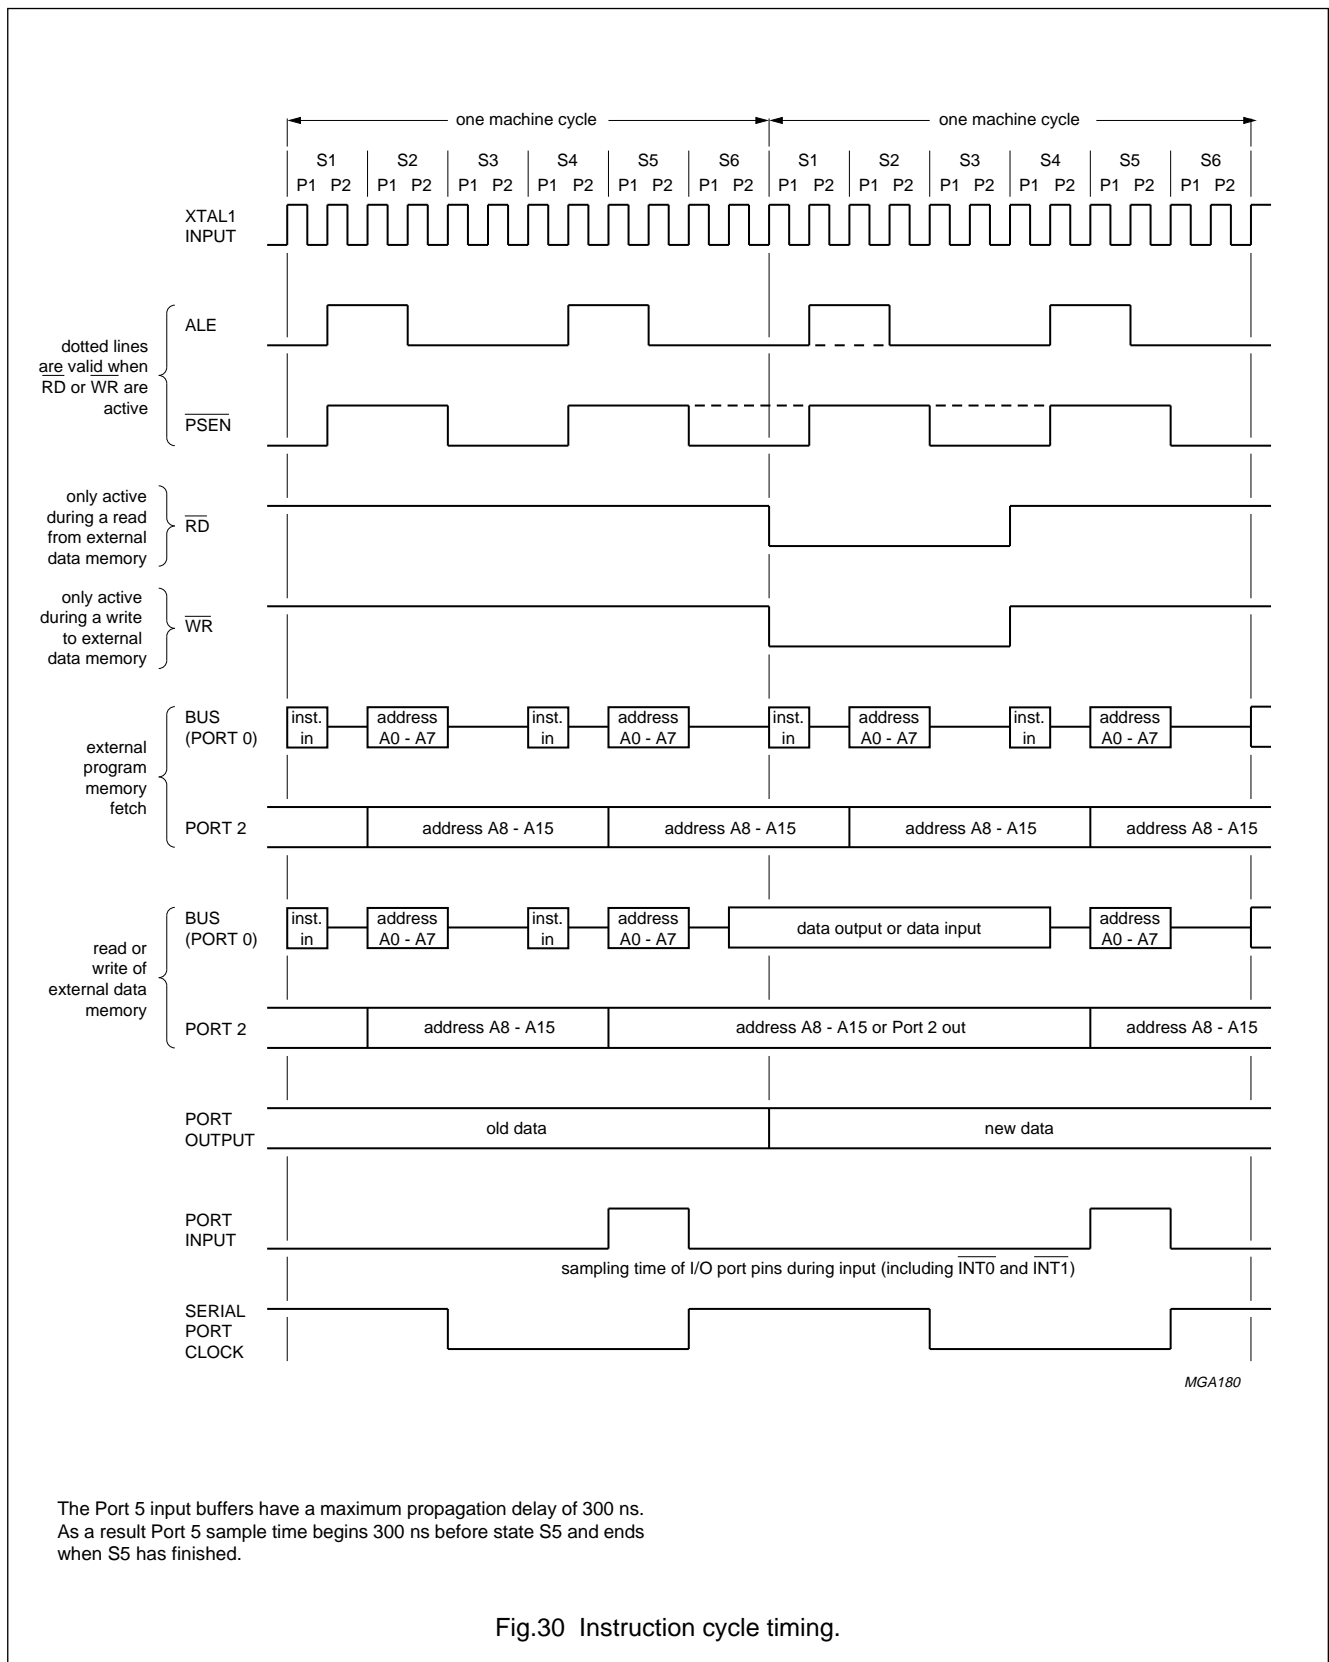 one machine cycle one machine cycle
S1 S2 S3 S4 S5 S6 S1 S2 S3 S4 S5 S6
P1 P2 P1 P2 P1 P2 P1 P2 P1 P2 P1 P2 P1 P2 P1 P2 P1 P2 P1 P2 P1 P2 P1 P2
XTAL1
INPUT
dotted lines
are valid when
RD or WR are
active
ALE
PSEN
only active
during a read
from external
data memory
RD
only active
during a write
to external
data memory
WR
external
program
memory
fetch
BUS
(PORT 0)
inst. address inst. address inst. address inst. address
in A0 - A7 in A0 - A7 in A0 - A7 in A0 - A7
PORT 2
address A8 - A15 address A8 - A15 address A8 - A15 address A8 - A15
read or
write of
external data
memory
BUS
(PORT 0)
inst. address inst. address data output or data input address
in A0 - A7 in A0 - A7 A0 - A7
PORT 2
address A8 - A15 address A8 - A15 or Port 2 out address A8 - A15
PORT
OUTPUT
old data new data
PORT
INPUT
sampling time of I/O port pins during input (including INT0 and INT1)
SERIAL
PORT
CLOCK
MGA180
The Port 5 input buffers have a maximum propagation delay of 300 ns.
As a result Port 5 sample time begins 300 ns before state S5 and ends
when S5 has finished.
Fig.30 Instruction cycle timing.